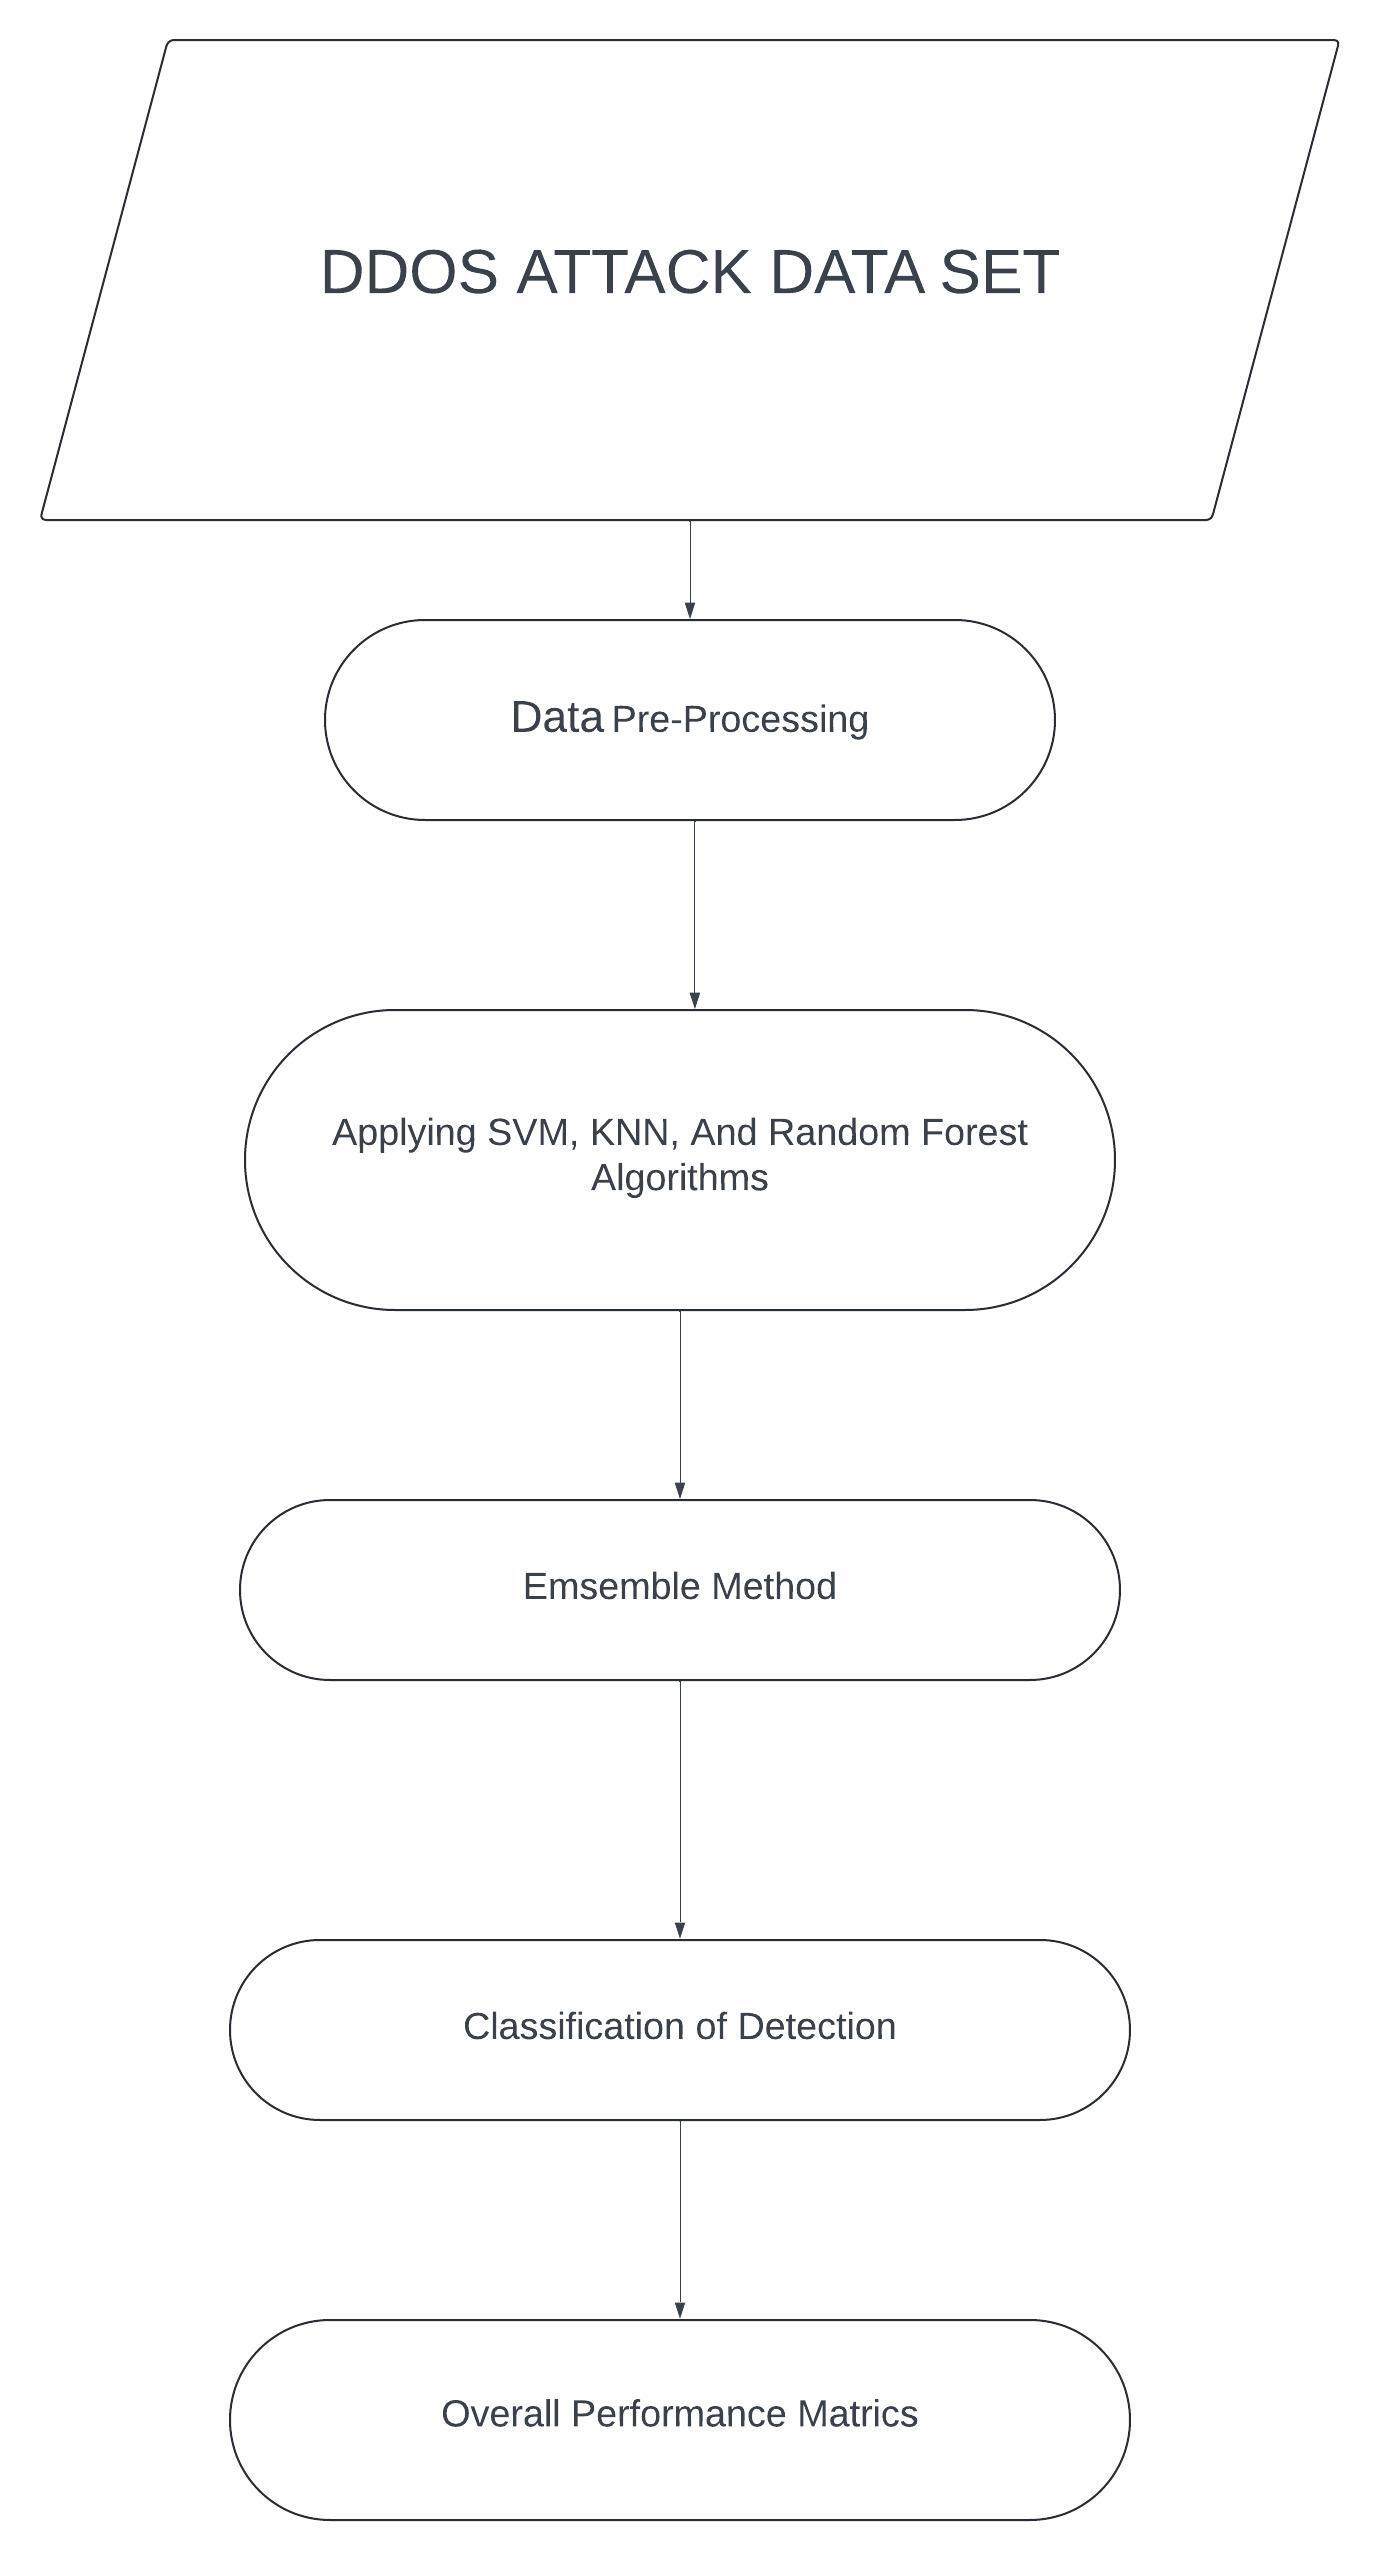 DDOS ATTACK DATA SET
Data Pre-Processing
Applying SVM, KNN, And Random Forest
Algorithms
Emsemble Method
Classification of Detection
Overall Performance Matrics